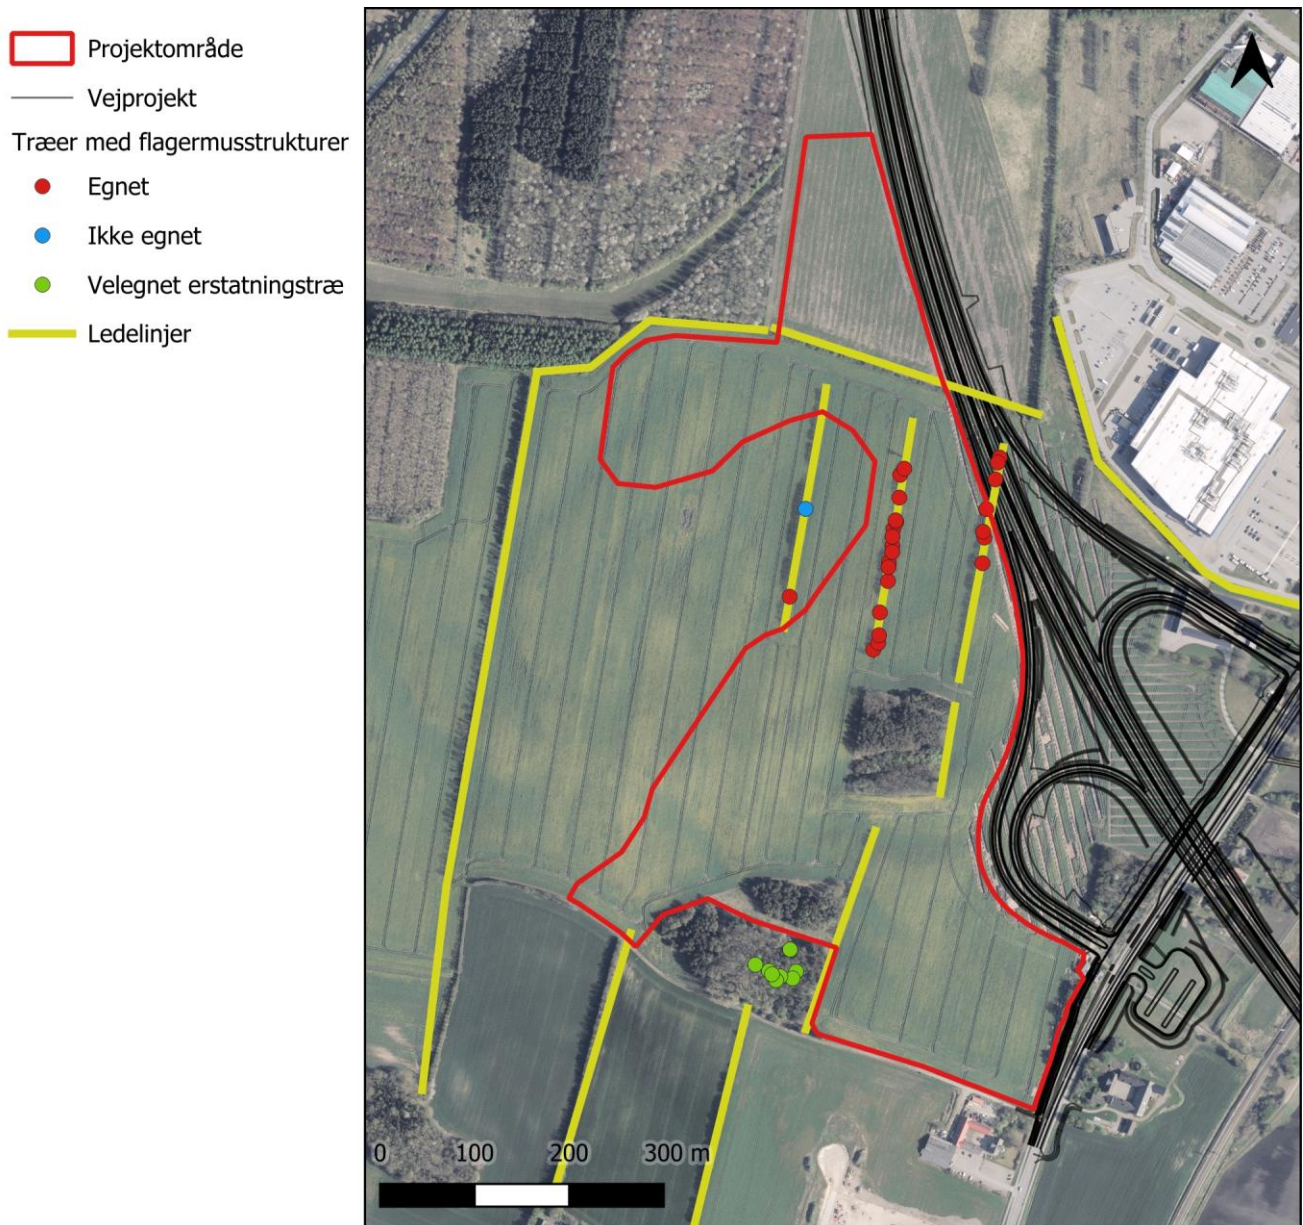 Projektområde
Vejprojekt
Træer med flagermusstrukturer
Egnet
Ikke egnet
Velegnet erstatningstræ
Ledelinjer
0 100 200 300 m